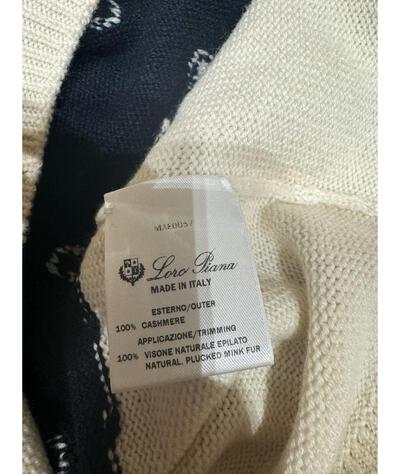 Loro Piana
MADE IN ITALY
ESTERNO/OUTER
100% CASHMERE
APPLICAZIONE/TRIMMING
100% VISONE NATURALE EPILATO
NATURAL, PLUCKED MINK FUR